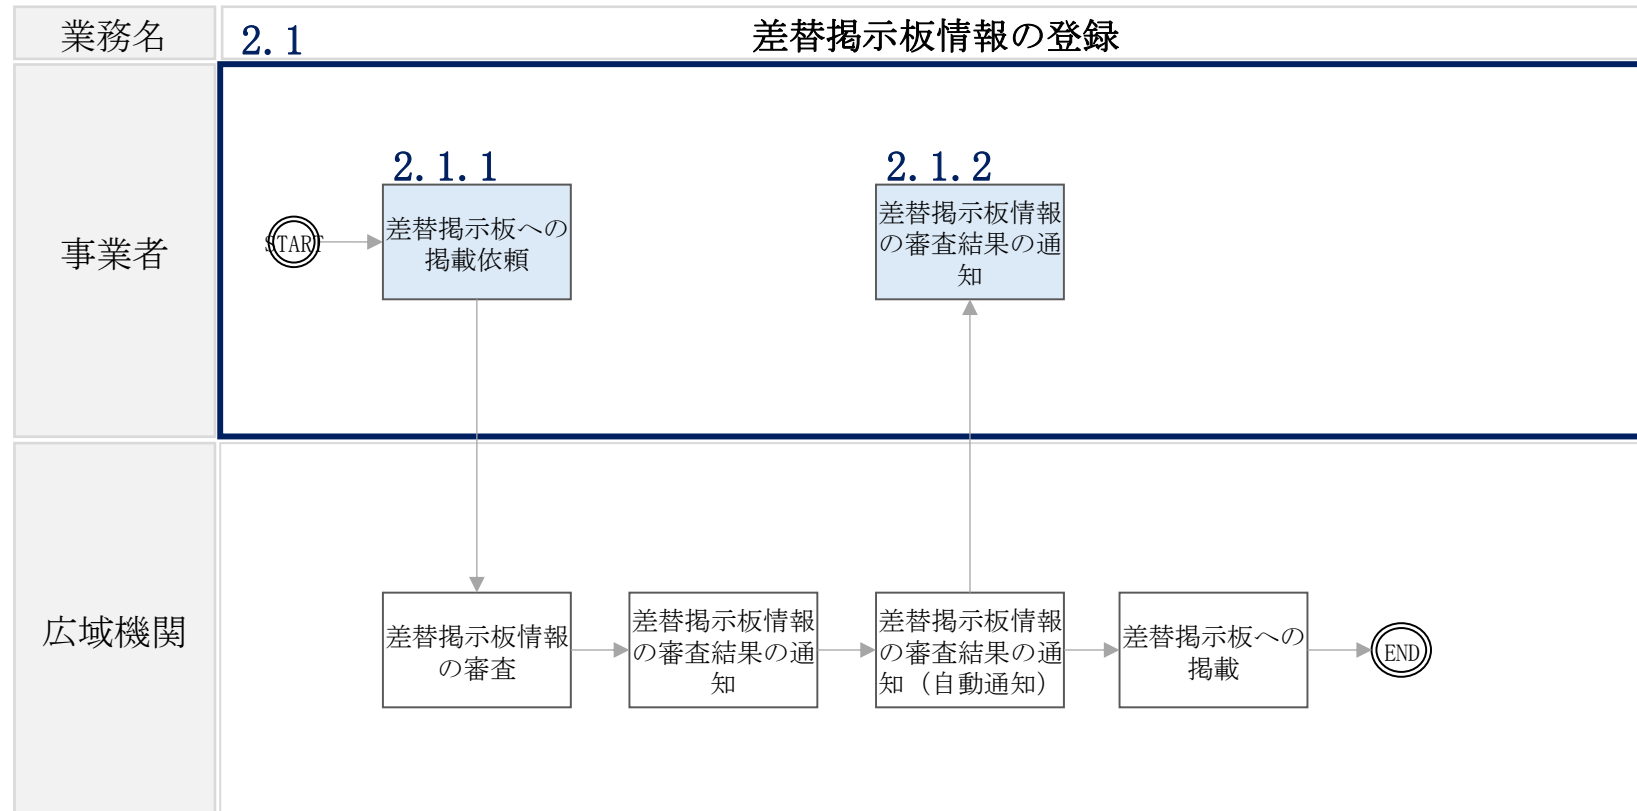 業務名
2.1
差替掲示板情報の登録
事業者
START
2.1.1
差替掲示板への
掲載依頼
2.1.2
差替掲示板情報
の審査結果の通
知
広域機関
差替掲示板情報
の審査
差替掲示板情報
の審査結果の通
知
差替掲示板情報
の審査結果の通
知（自動通知）
差替掲示板への
掲載
END